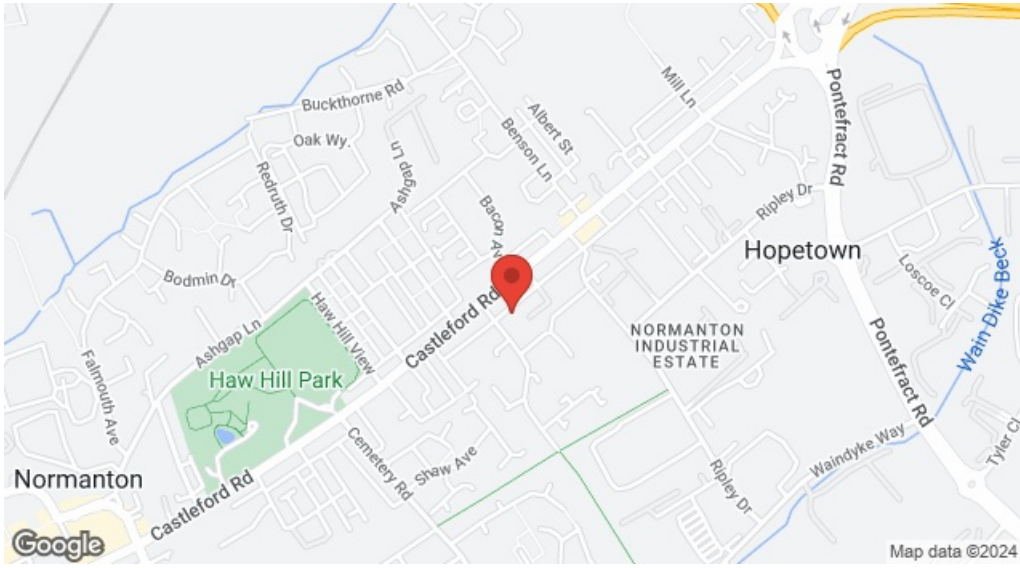 Buckthorne Rd
Oak Wy.
Redruth Dr
Ashgap Ln
Albert St
Benson Ln
Mill Ln
Pontefract Rd
Bacon Av
Ripley Dr
Hopetown
Loscoe Cl
Wain Dike Beck
Bodmin Dr
Ashgap Ln
Haw Hill View
Castleford Rd
NORMANTON
INDUSTRIAL
ESTATE
Falmouth Ave
Haw Hill Park
Pontefract Rd
Cemetery Rd
Shaw Ave
Waindyke Way
Tyler Cl
Ripley Dr
Normanton
Castleford Rd
Google
Map data ©2024